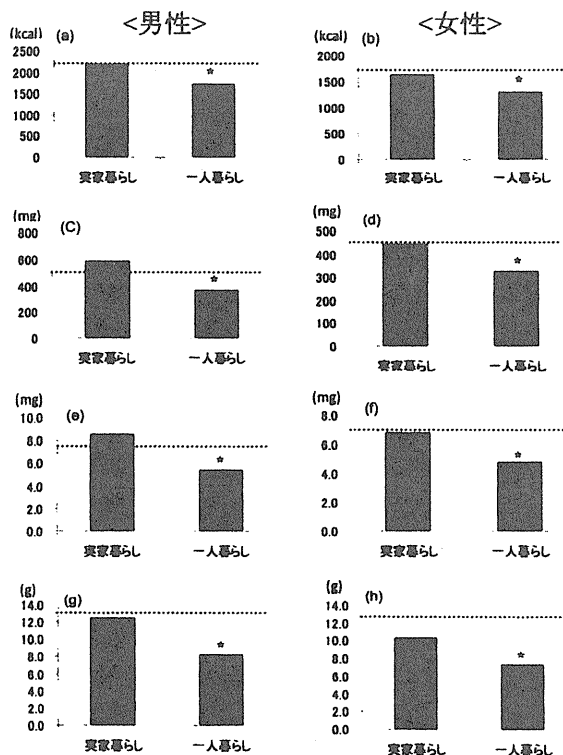 <男性>
<女性>
(kcal)
(a)
2500
2000
1500
1000
500
0
*
実家暮らし
一人暮らし
(kcal)
(b)
2000
1500
1000
500
0
*
実家暮らし
一人暮らし
(mg)
(C)
800
600
400
200
0
*
実家暮らし
一人暮らし
(mg)
(d)
500
400
300
200
100
0
*
実家暮らし
一人暮らし
(mg)
(e)
10.0
8.0
6.0
4.0
2.0
0.0
*
実家暮らし
一人暮らし
(mg)
(f)
8.0
6.0
4.0
2.0
0.0
*
実家暮らし
一人暮らし
(g)
(g)
14.0
12.0
10.0
8.0
6.0
4.0
2.0
0.0
*
実家暮らし
一人暮らし
(g)
(h)
14.0
12.0
10.0
8.0
6.0
4.0
2.0
0.0
*
実家暮らし
一人暮らし